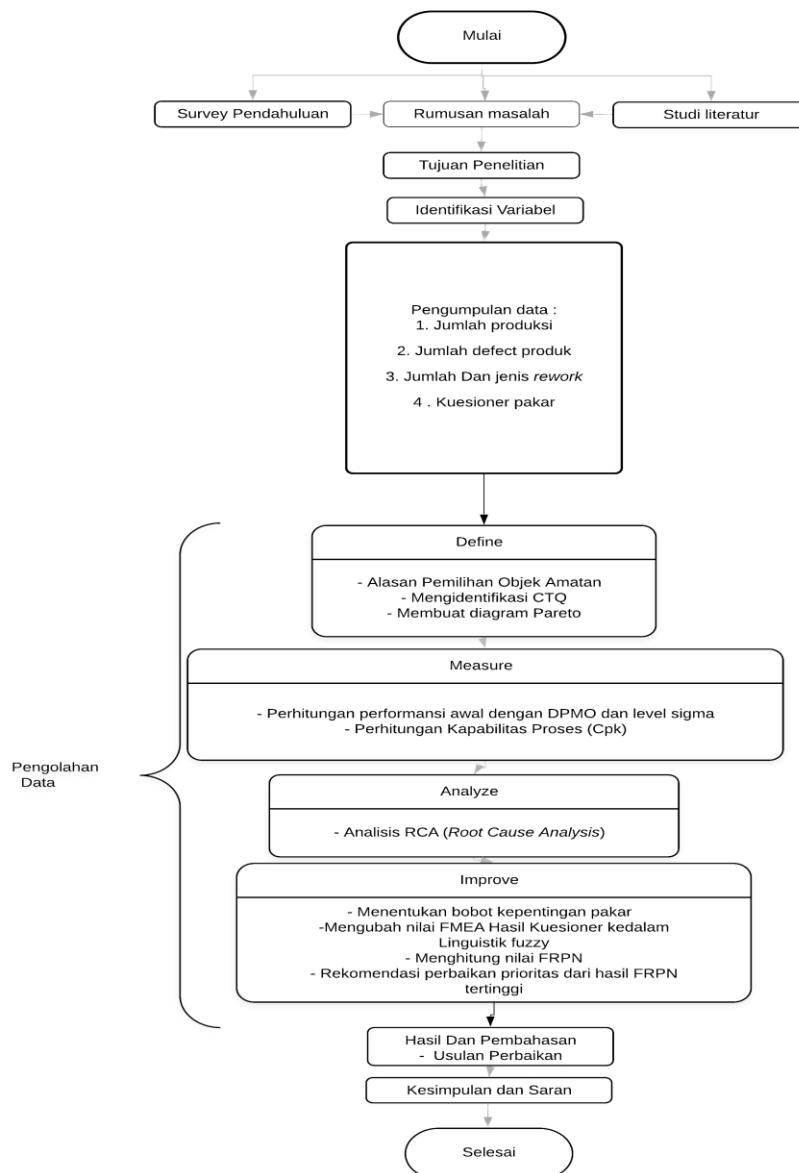 Mulai
Survey Pendahuluan
Rumusan masalah
Studi literatur
Tujuan Penelitian
Identifikasi Variabel
Pengumpulan data :
1. Jumlah produksi
2. Jumlah defect produk
3. Jumlah Dan jenis rework
4 . Kuesioner pakar
Pengolahan
Data
Define
- Alasan Pemilihan Objek Amatan
- Mengidentifikasi CTQ
- Membuat diagram Pareto
Measure
- Perhitungan performansi awal dengan DPMO dan level sigma
- Perhitungan Kapabilitas Proses (Cpk)
Analyze
- Analisis RCA (Root Cause Analysis)
Improve
- Menentukan bobot kepentingan pakar
-Mengubah nilai FMEA Hasil Kuesioner kedalam
Linguistik fuzzy
- Menghitung nilai FRPN
- Rekomendasi perbaikan prioritas dari hasil FRPN
tertinggi
Hasil Dan Pembahasan
- Usulan Perbaikan
Kesimpulan dan Saran
Selesai